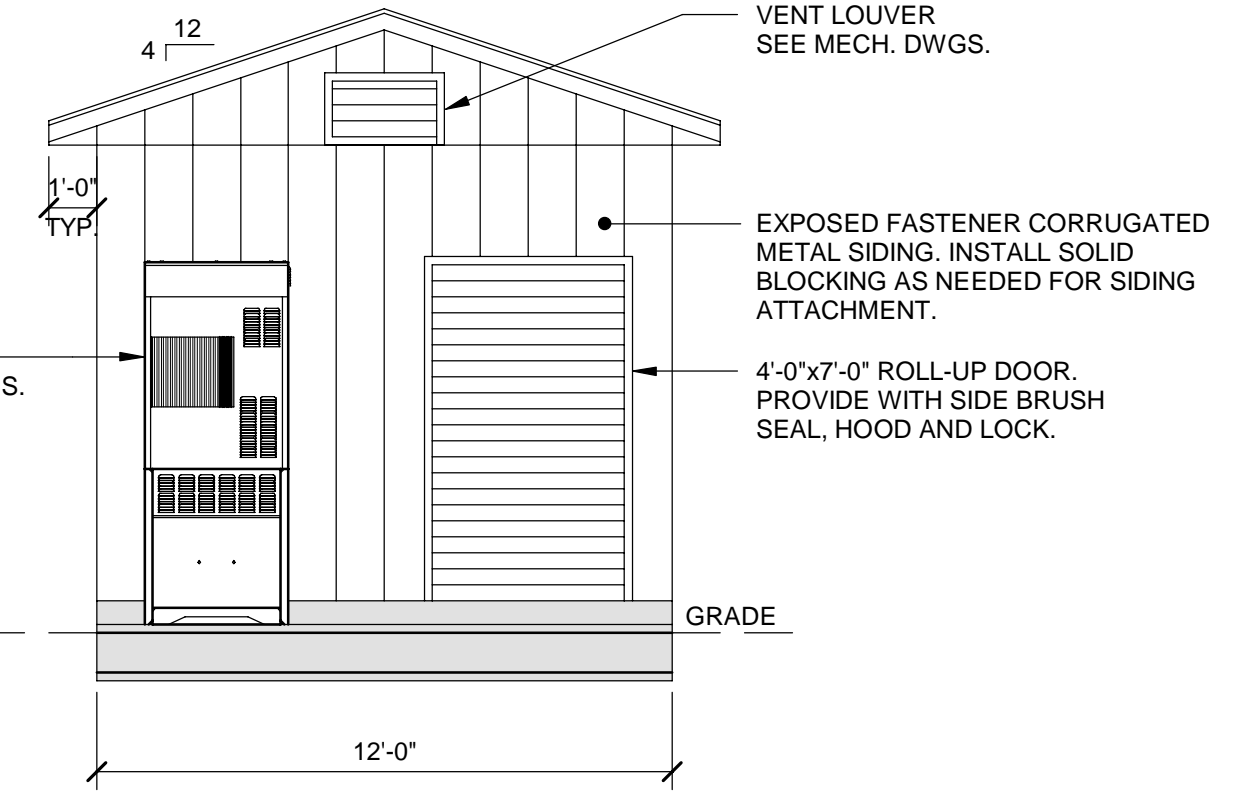 12
4
VENT LOUVER
SEE MECH. DWGS.
1'-0"
TYP.
EXPOSED FASTENER CORRUGATED
METAL SIDING. INSTALL SOLID
BLOCKING AS NEEDED FOR SIDING
ATTACHMENT.
S.
4'-0"x7'-0" ROLL-UP DOOR.
PROVIDE WITH SIDE BRUSH
SEAL, HOOD AND LOCK.
GRADE
12'-0"